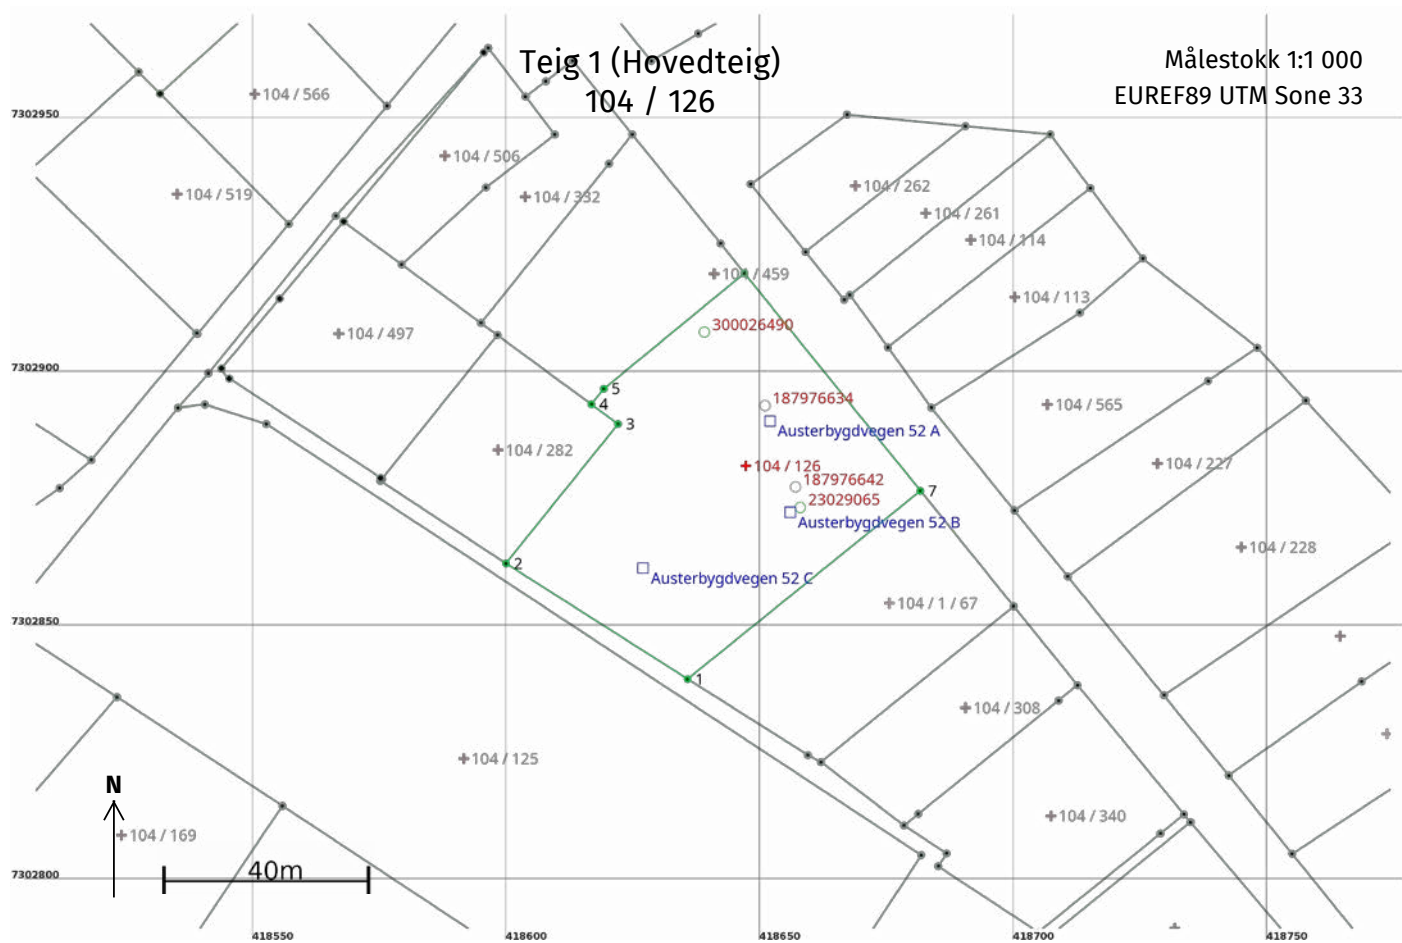 Teig 1 (Hovedteig)
104 / 126
Målestokk 1:1 000
EUREF89 UTM Sone 33
7302950
104 / 566
104 / 506
104 / 519
104 / 332
104 / 262
104 / 261
104 / 114
104 / 459
104 / 113
300026490
104 / 497
7302900
5
4
3
187976634
Austerbygdvegen 52 A
104 / 565
104 / 282
104 / 126
187976642
23029065
Austerbygdvegen 52 B
7
104 / 227
104 / 228
2
Austerbygdvegen 52 C
104 / 1 / 67
7302850
1
104 / 308
104 / 125
N
104 / 169
104 / 340
40m
7302800
418550
418600
418650
418700
418750